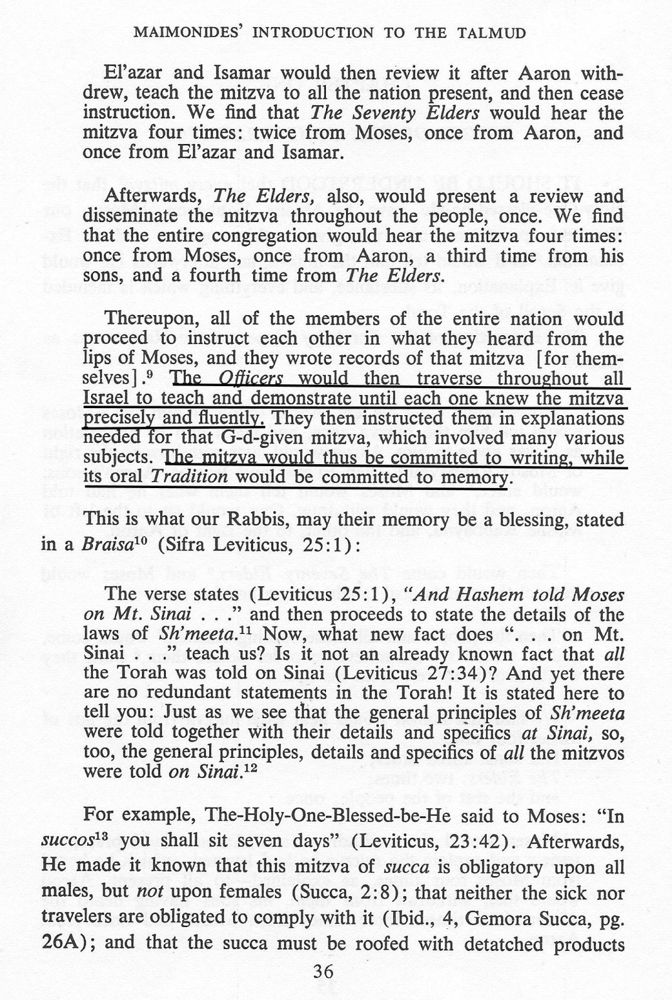 MAIMONIDES’ INTRODUCTION TO THE TALMUD
El’azar and Isamar would then review it after Aaron with-
drew, teach the mitzva to all the nation present, and then cease
instruction. We find that The Seventy Elders would hear the
mitzva four times: twice from Moses, once from Aaron, and
once from El’azar and Isamar.
Afterwards, The Elders, also, would present a review and
disseminate the mitzva throughout the people, once. We find
that the entire congregation would hear the mitzva four times:
once from Moses, once from Aaron, a third time from his
sons, and a fourth time from The Elders.
Thereupon, all of the members of the entire nation would
proceed to instruct each other in what they heard from the
lips of Moses, and they wrote records of that mitzva [for them-
selves].⁹ The Officers would then traverse throughout all
Israel to teach and demonstrate until each one knew the mitzva
precisely and fluently. They then instructed them in explanations
needed for that G-d-given mitzva, which involved many various
subjects. The mitzva would thus be committed to writing, while
its oral Tradition would be committed to memory.
This is what our Rabbis, may their memory be a blessing, stated
in a Braisa¹⁰ (Sifra Leviticus, 25:1):
The verse states (Leviticus 25:1), “And Hashem told Moses
on Mt. Sinai . . .” and then proceeds to state the details of the
laws of Sh’meeta.¹¹ Now, what new fact does “. . . on Mt.
Sinai . . .” teach us? Is it not an already known fact that all
the Torah was told on Sinai (Leviticus 27:34)? And yet there
are no redundant statements in the Torah! It is stated here to
tell you: Just as we see that the general principles of Sh’meeta
were told together with their details and specifics at Sinai, so,
too, the general principles, details and specifics of all the mitzvos
were told on Sinai.¹²
For example, The-Holy-One-Blessed-be-He said to Moses: “In
succos¹³ you shall sit seven days” (Leviticus, 23:42). Afterwards,
He made it known that this mitzva of succa is obligatory upon all
males, but not upon females (Succa, 2:8); that neither the sick nor
travelers are obligated to comply with it (Ibid., 4, Gemora Succa, pg.
26A); and that the succa must be roofed with detatched products
36